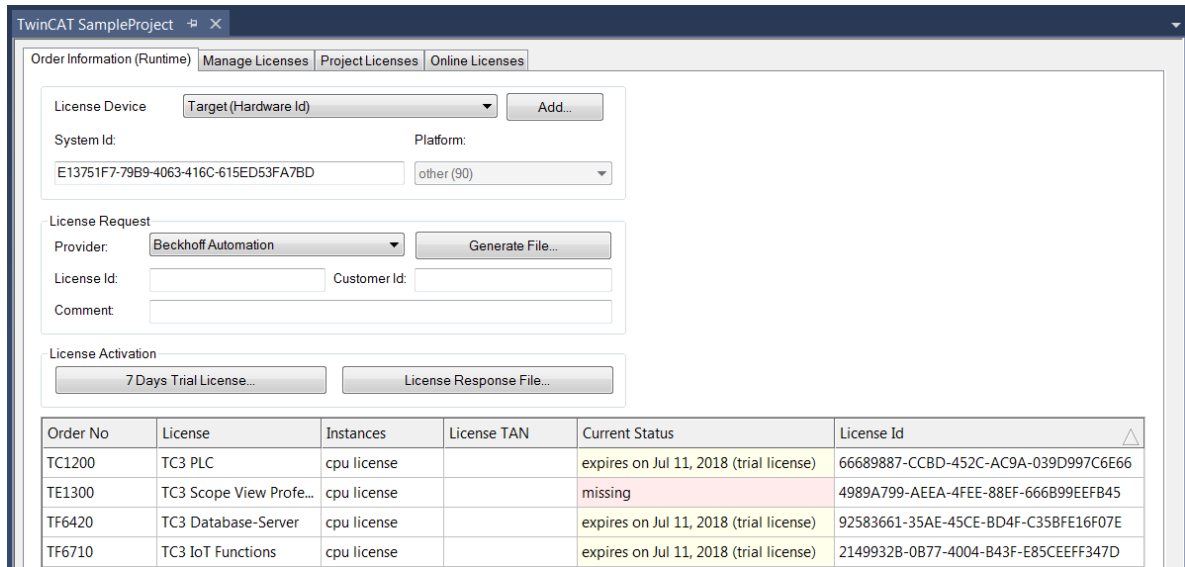 TwinCAT SampleProject
Order Information (Runtime) Manage Licenses Project Licenses Online Licenses
License Device Target (Hardware Id) Add...
System Id: Platform:
E13751F7-79B9-4063-416C-615ED53FA7BD other (90)
License Request
Provider: Beckhoff Automation Generate File...
License Id: Customer Id:
Comment:
License Activation
7 Days Trial License... License Response File...
Order No License Instances License TAN Current Status License Id
TC1200 TC3 PLC cpu license expires on Jul 11, 2018 (trial license) 66689887-CCBD-452C-AC9A-039D997C6E66
TE1300 TC3 Scope View Profe... cpu license missing 4989A799-AEEA-4FEE-88EF-666B99EEFB45
TF6420 TC3 Database-Server cpu license expires on Jul 11, 2018 (trial license) 92583661-35AE-45CE-BD4F-C35BFE16F07E
TF6710 TC3 IoT Functions cpu license expires on Jul 11, 2018 (trial license) 2149932B-0B77-4004-B43F-E85CEEFF347D